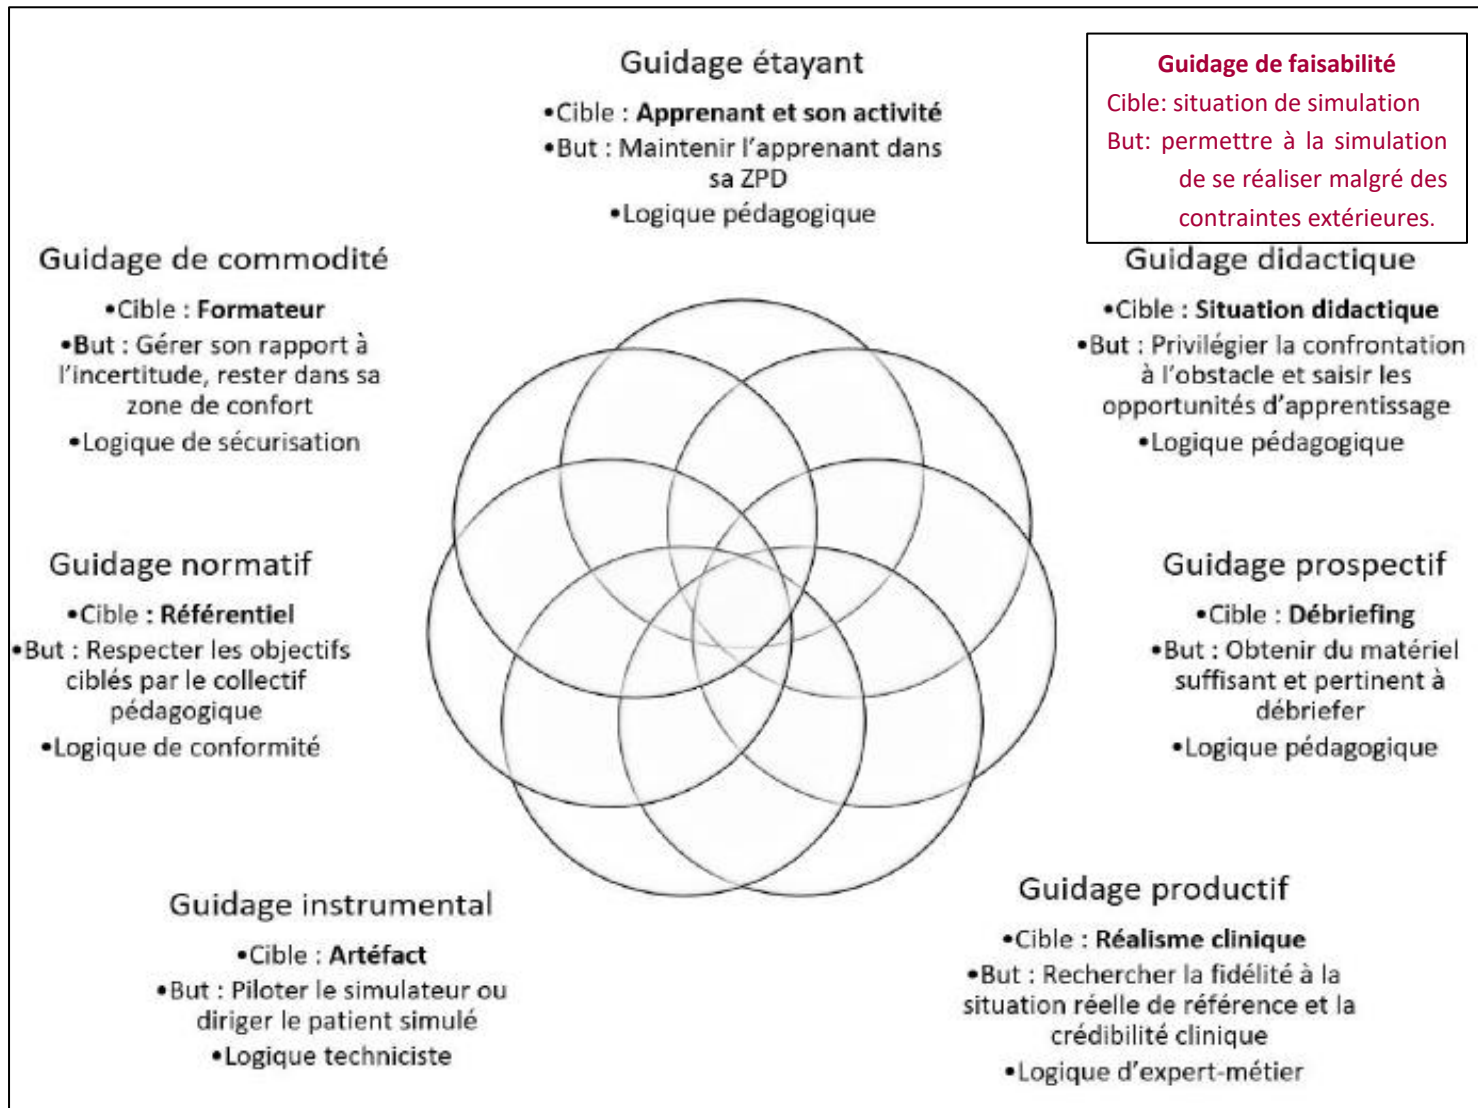 Guidage étayant
•Cible : Apprenant et son activité
•But : Maintenir l'apprenant dans
sa ZPD
•Logique pédagogique
Guidage de faisabilité
Cible: situation de simulation
But: permettre à la simulation
de se réaliser malgré des
contraintes extérieures.
Guidage de commodité
•Cible : Formateur
•But : Gérer son rapport à
l'incertitude, rester dans sa
zone de confort
•Logique de sécurisation
Guidage didactique
•Cible : Situation didactique
•But : Privilégier la confrontation
à l'obstacle et saisir les
opportunités d'apprentissage
•Logique pédagogique
Guidage normatif
•Cible : Référentiel
•But : Respecter les objectifs
ciblés par le collectif
pédagogique
•Logique de conformité
Guidage prospectif
•Cible : Débriefing
•But : Obtenir du matériel
suffisant et pertinent à
débriefer
•Logique pédagogique
Guidage instrumental
•Cible : Artéfact
•But : Piloter le simulateur ou
diriger le patient simulé
•Logique techniciste
Guidage productif
•Cible : Réalisme clinique
•But : Rechercher la fidélité à la
situation réelle de référence et la
crédibilité clinique
•Logique d'expert-métier